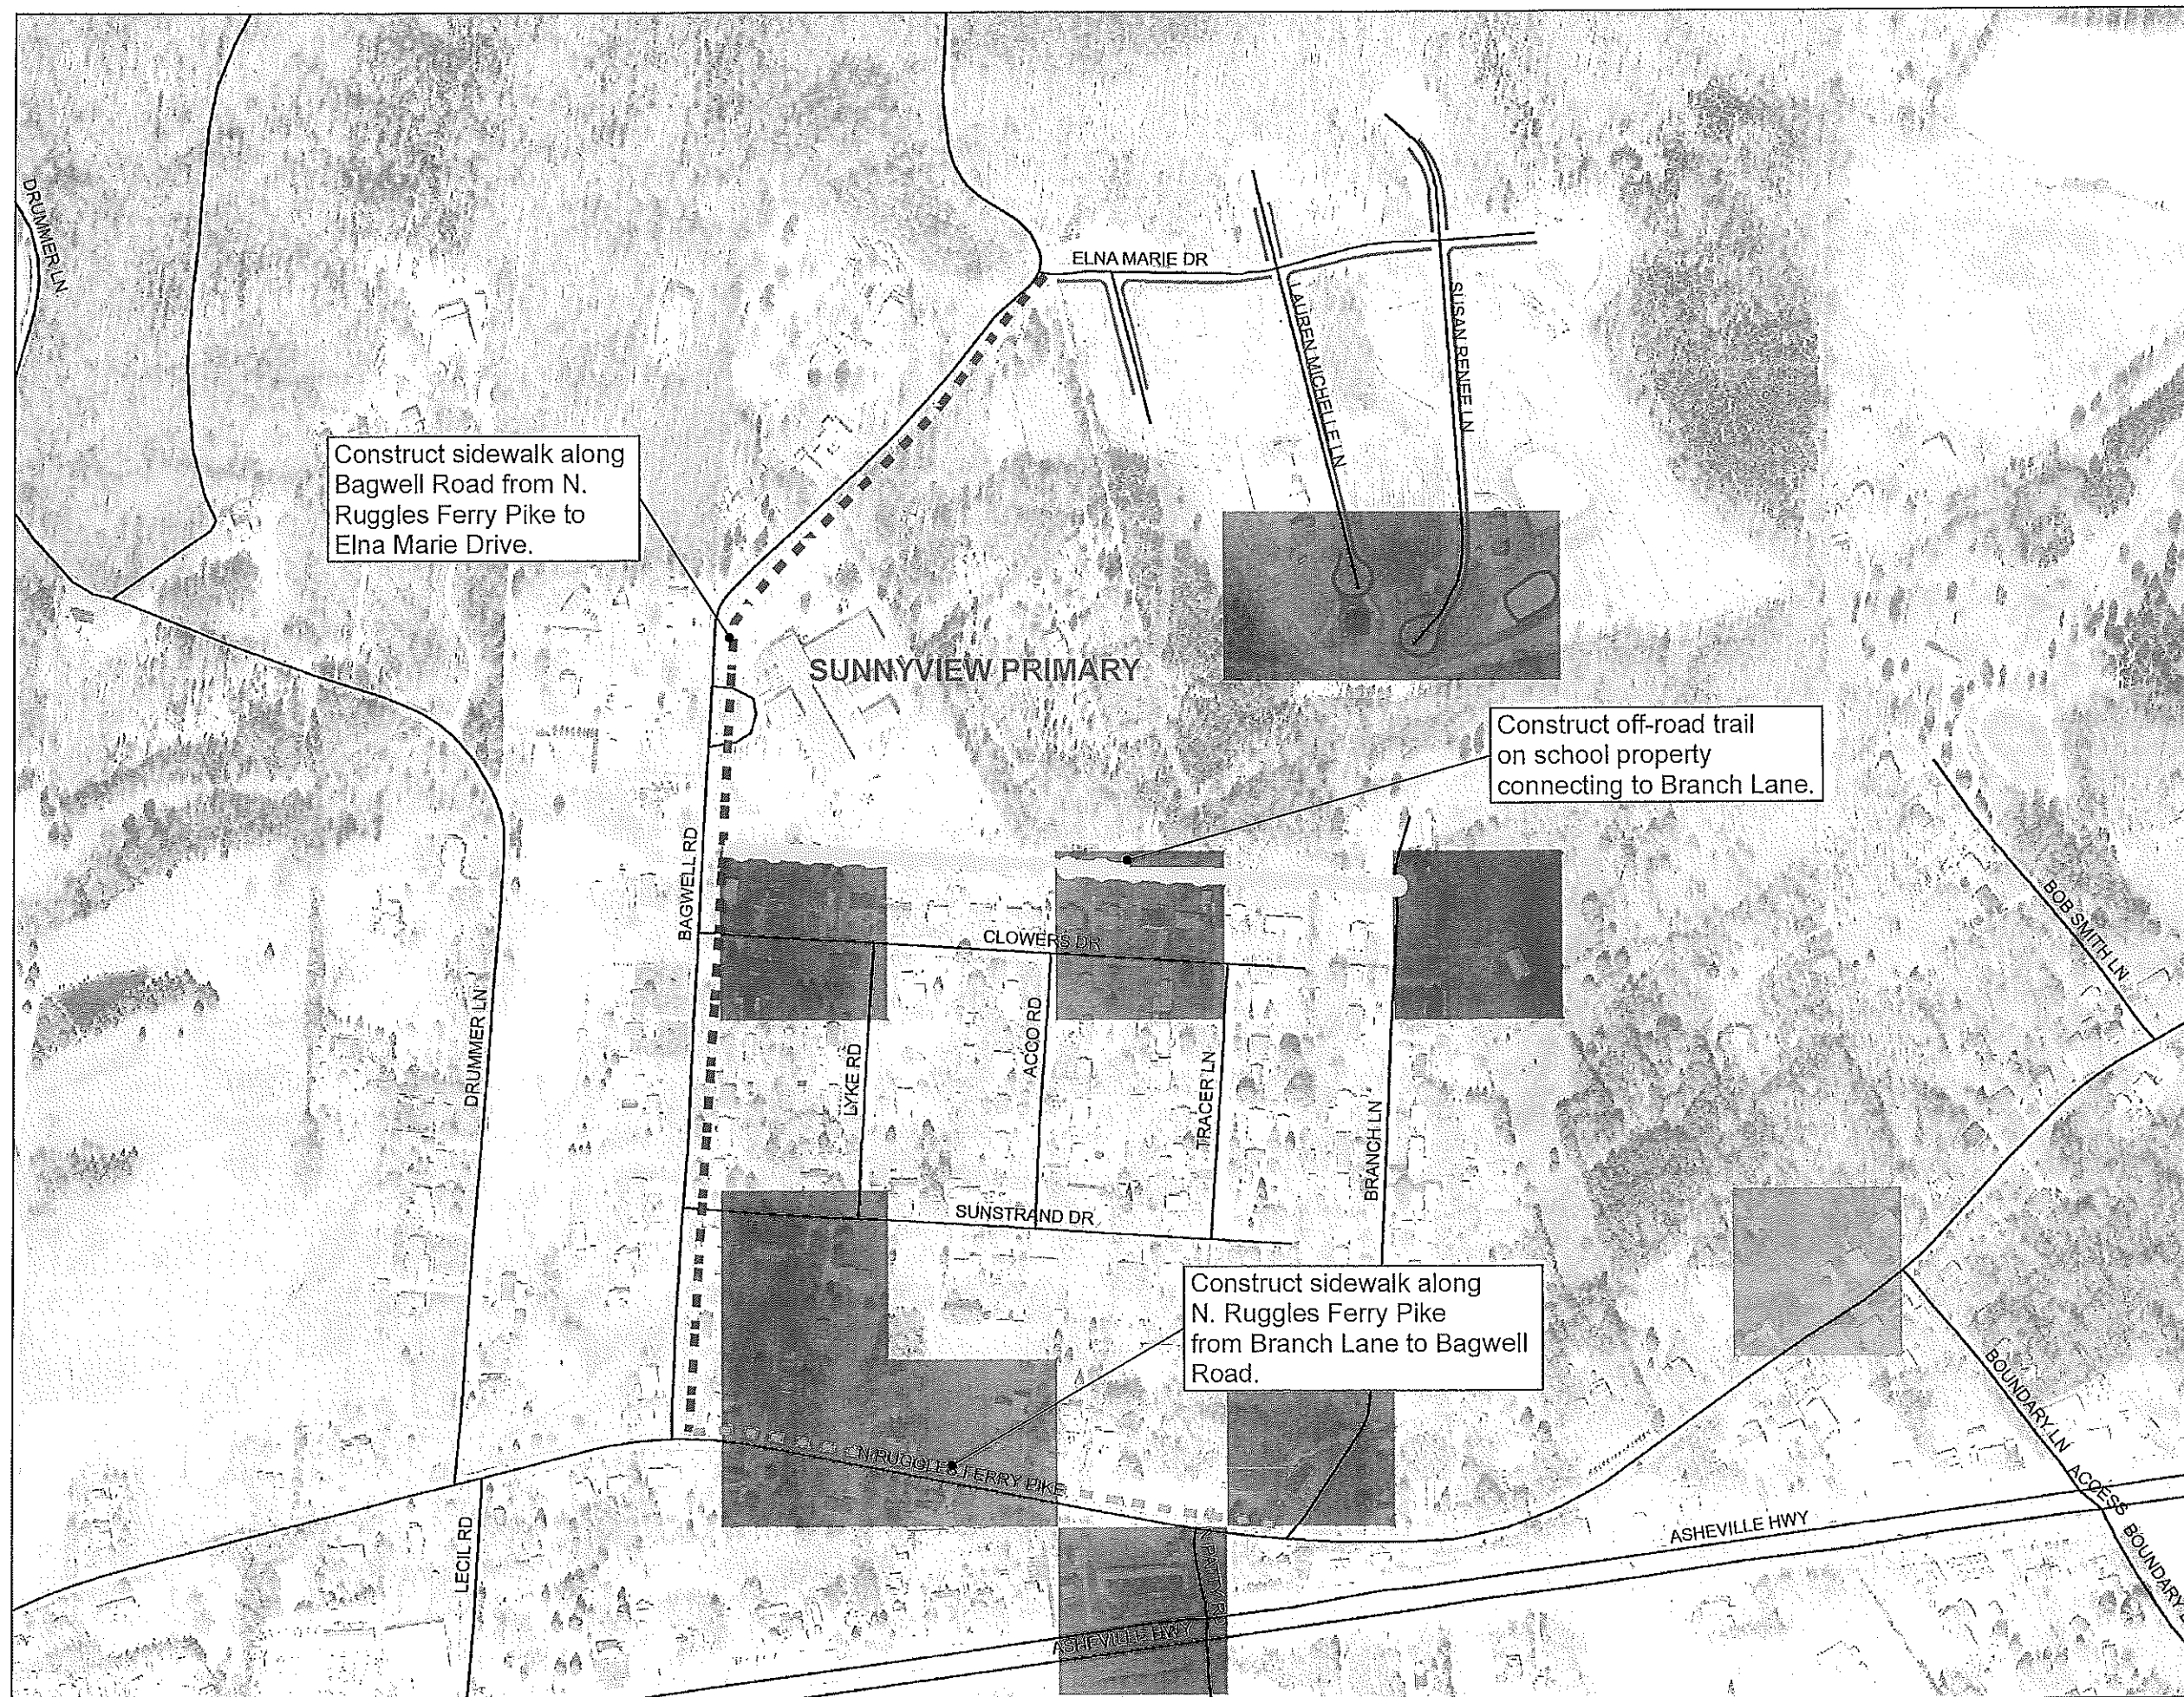 DRUMMER LN
ELNA MARIE DR
LAUREN MICHELLE LN
SUSAN RENEE LN
Construct sidewalk along
Bagwell Road from N.
Ruggles Ferry Pike to
Elna Marie Drive.
SUNNYVIEW PRIMARY
Construct off-road trail
on school property
connecting to Branch Lane.
BAGWELL RD
BOB SMITH LN
CLOWERS DR
DRUMMER LN
LYKE RD
ACCO RD
TRACER LN
BRANCH LN
SUNSTRAND DR
Construct sidewalk along
N. Ruggles Ferry Pike
from Branch Lane to Bagwell
Road.
BOUNDARY LN
N RUGGLES FERRY PIKE
ACCESS
ASHEVILLE HWY
LECIL RD
BOUNDARY
ASHEVILLE HWY